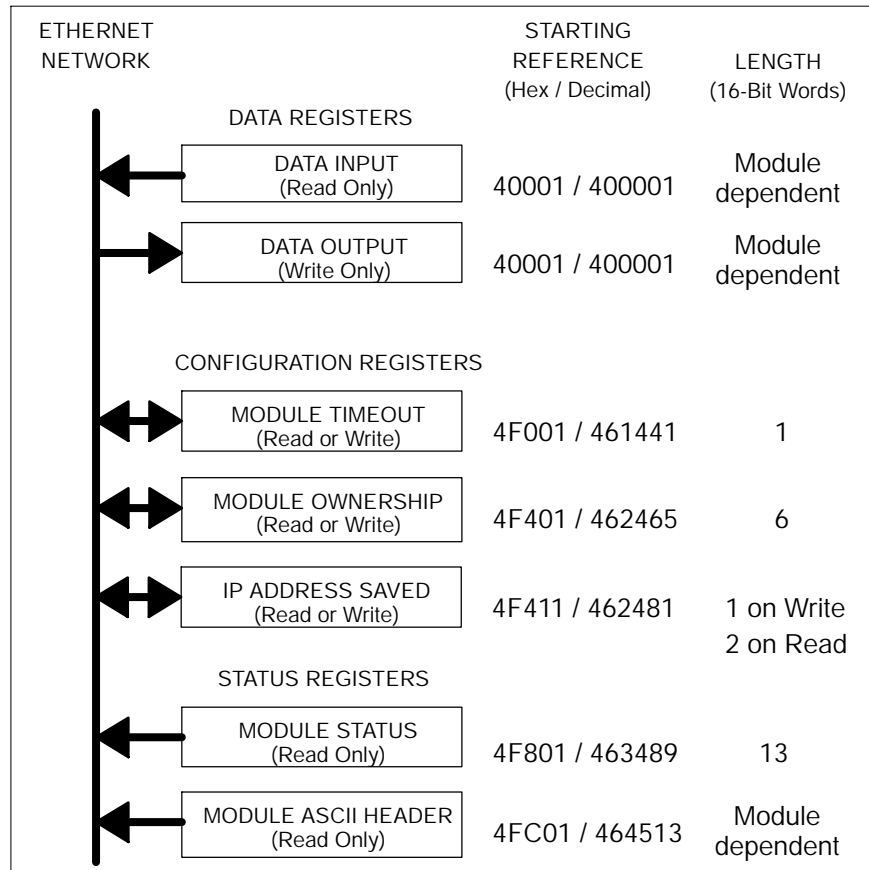 ETHERNET NETWORK
STARTING REFERENCE (Hex / Decimal)
LENGTH (16-Bit Words)
DATA REGISTERS
DATA INPUT
(Read Only)
40001 / 400001
Module dependent
DATA OUTPUT
(Write Only)
40001 / 400001
Module dependent
CONFIGURATION REGISTERS
MODULE TIMEOUT
(Read or Write)
4F001 / 461441
1
MODULE OWNERSHIP
(Read or Write)
4F401 / 462465
6
IP ADDRESS SAVED
(Read or Write)
4F411 / 462481
1 on Write
2 on Read
STATUS REGISTERS
MODULE STATUS
(Read Only)
4F801 / 463489
13
MODULE ASCII HEADER
(Read Only)
4FC01 / 464513
Module dependent